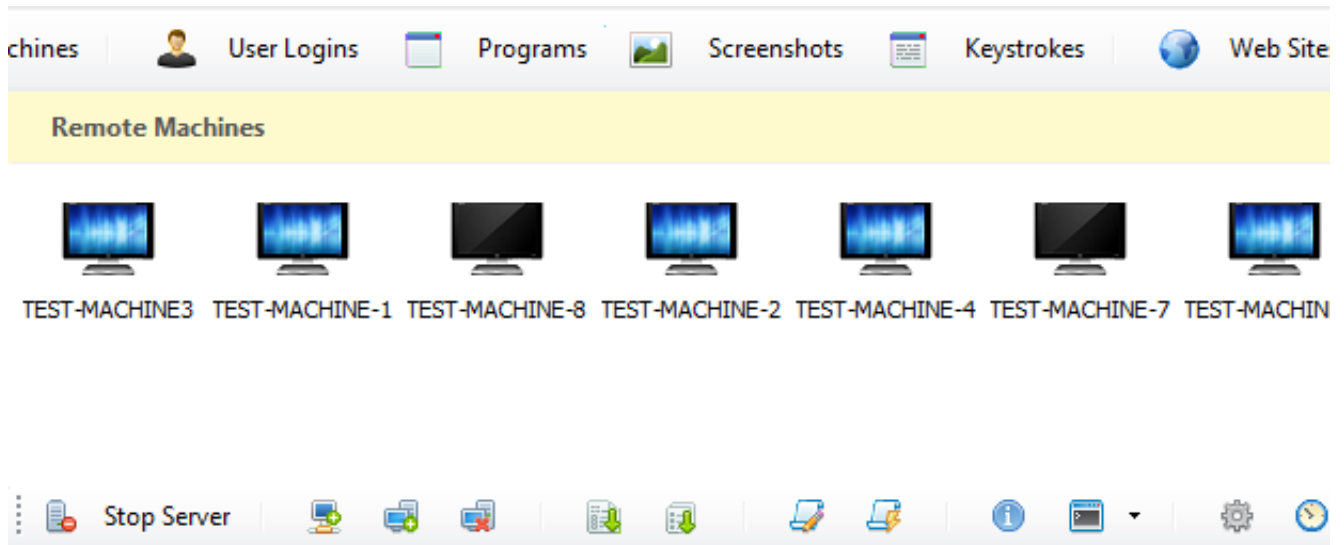 chines User Logins Programs Screenshots Keystrokes Web Site
Remote Machines
TEST-MACHINE3 TEST-MACHINE-1 TEST-MACHINE-8 TEST-MACHINE-2 TEST-MACHINE-4 TEST-MACHINE-7 TEST-MACHIN
Stop Server